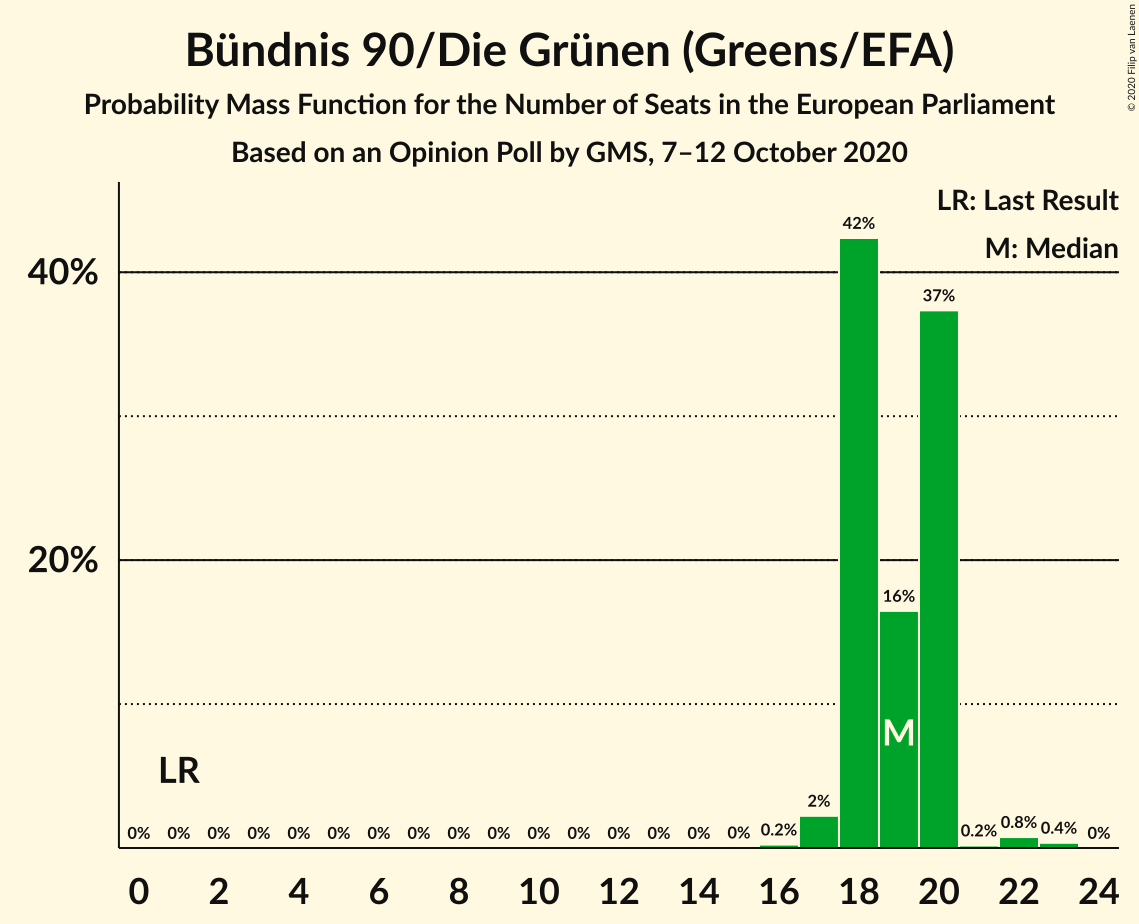 Bündnis 90/Die Grünen (Greens/EFA)
Probability Mass Function for the Number of Seats in the European Parliament
Based on an Opinion Poll by GMS, 7–12 October 2020
© 2020 Filip van Laenen
LR: Last Result
M: Median
42%
40%
37%
20%
16%
M
LR
2%
0% 0% 0% 0% 0% 0% 0% 0% 0% 0% 0% 0% 0% 0% 0% 0% 0.2% 0.2% 0.8% 0.4% 0%
0 2 4 6 8 10 12 14 16 18 20 22 24